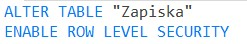 ALTER TABLE "Zapiska"
ENABLE ROW LEVEL SECURITY